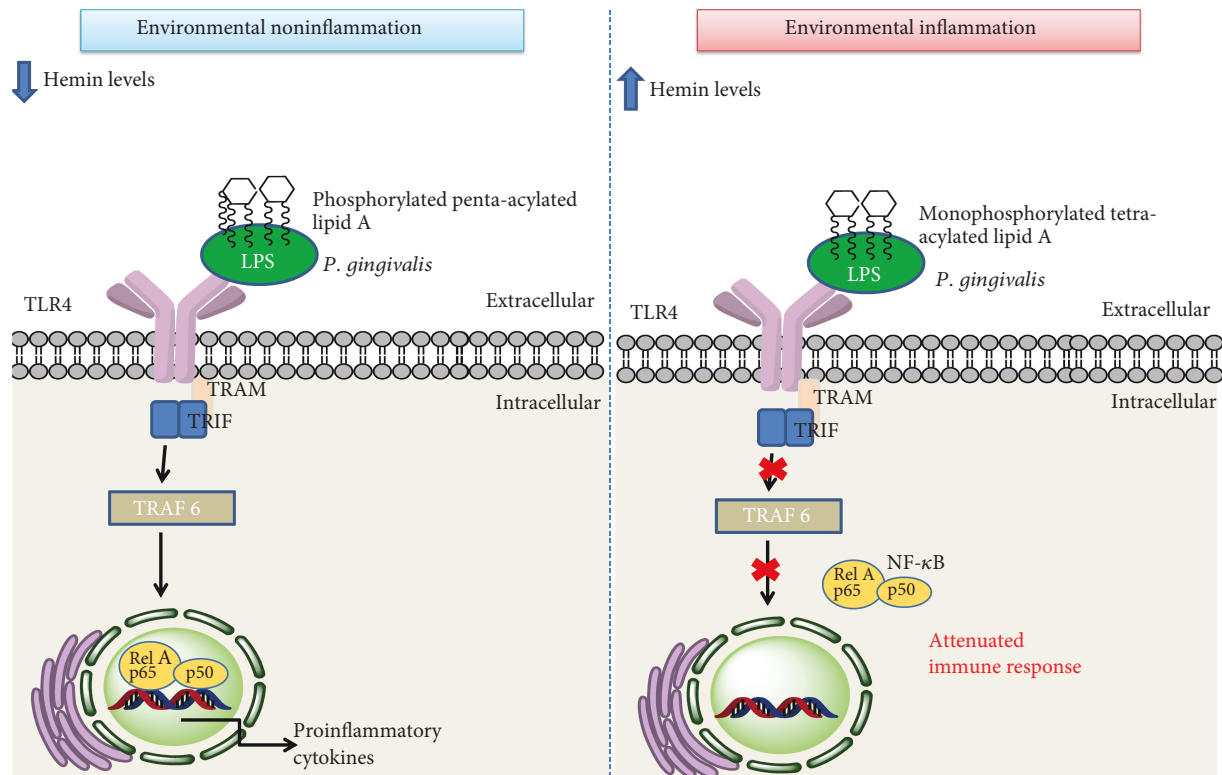 Environmental noninflammation
Hemin levels
Phosphorylated penta-acylated
lipid A
LPS
P. gingivalis
TLR4
Extracellular
TRAM
Intracellular
TRIF
TRAF 6
Rel A
p65
p50
Proinflammatory
cytokines
Environmental inflammation
Hemin levels
Monophosphorylated tetra-
acylated lipid A
LPS
P. gingivalis
TLR4
Extracellular
TRAM
Intracellular
TRIF
TRAF 6
NF-κB
Rel A
p65
p50
Attenuated
immune response